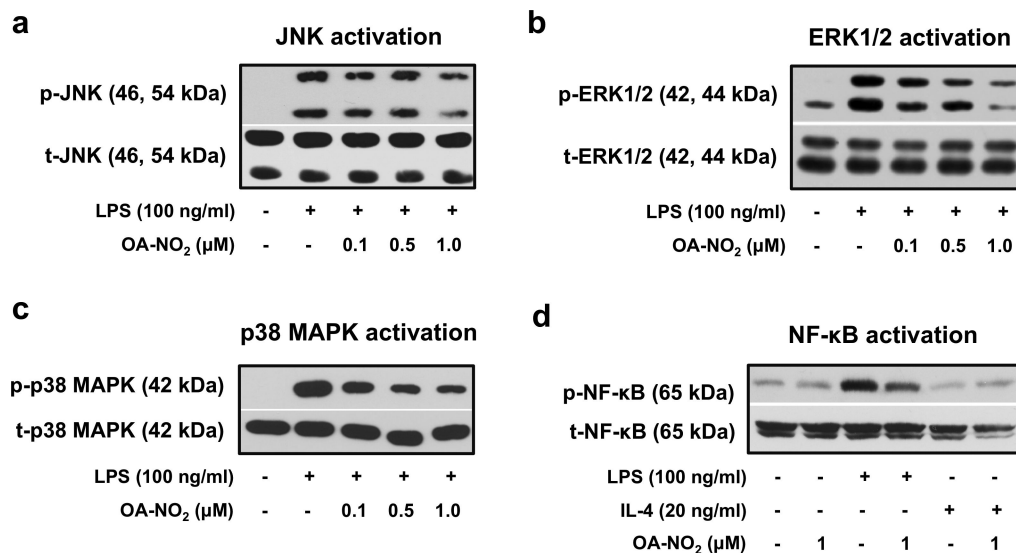 a
JNK activation
p-JNK (46, 54 kDa)
t-JNK (46, 54 kDa)
LPS (100 ng/ml) - + + + +
OA-NO₂ (µM) - - 0.1 0.5 1.0
b
ERK1/2 activation
p-ERK1/2 (42, 44 kDa)
t-ERK1/2 (42, 44 kDa)
LPS (100 ng/ml) - + + + +
OA-NO₂ (µM) - - 0.1 0.5 1.0
c
p38 MAPK activation
p-p38 MAPK (42 kDa)
t-p38 MAPK (42 kDa)
LPS (100 ng/ml) - + + + +
OA-NO₂ (µM) - - 0.1 0.5 1.0
d
NF-κB activation
p-NF-κB (65 kDa)
t-NF-κB (65 kDa)
LPS (100 ng/ml) - - + + - -
IL-4 (20 ng/ml) - - - - + +
OA-NO₂ (µM) - 1 - 1 - 1